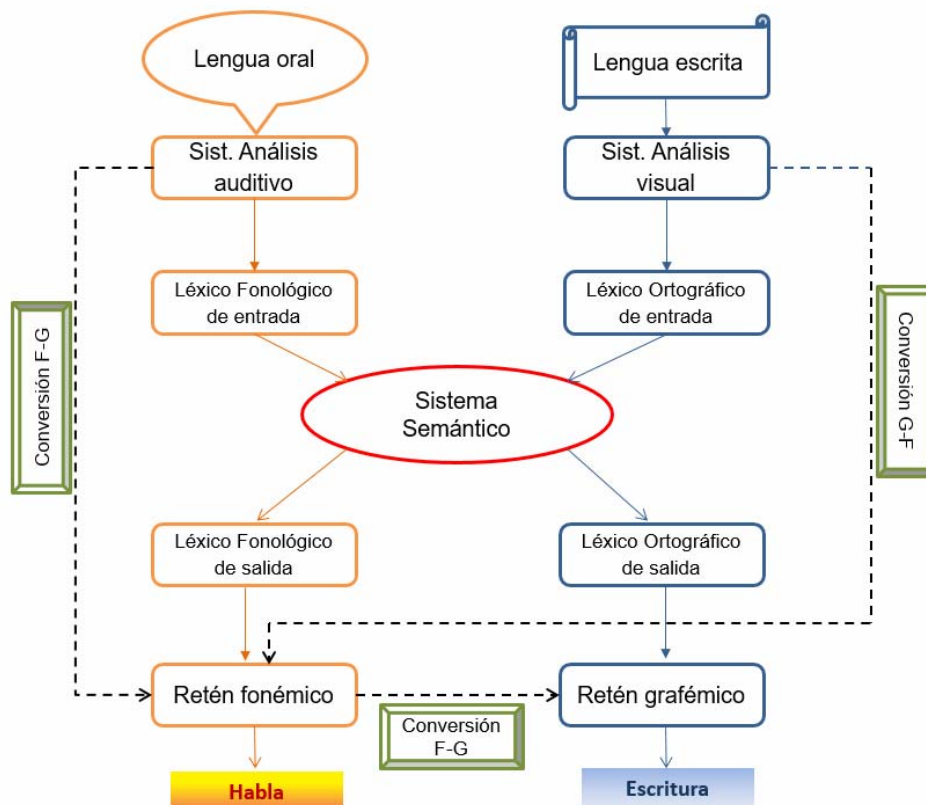 Lengua oral
Lengua escrita
Sist. Análisis
auditivo
Sist. Análisis
visual
Léxico Fonológico
de entrada
Léxico Ortográfico
de entrada
Conversión F-G
Conversión G-F
Sistema
Semántico
Léxico Fonológico
de salida
Léxico Ortográfico
de salida
Retén fonémico
Retén grafémico
Conversión
F-G
Habla
Escritura